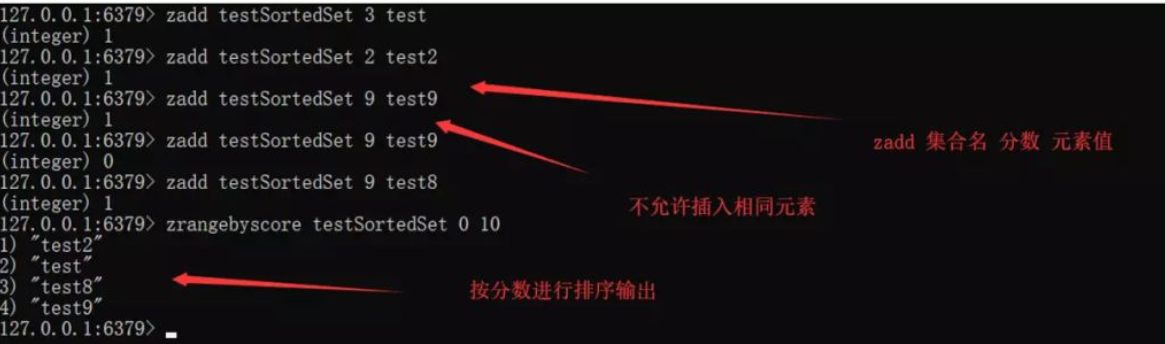 127.0.0.1:6379> zadd testSortedSet 3 test
(integer) 1
127.0.0.1:6379> zadd testSortedSet 2 test2
(integer) 1
127.0.0.1:6379> zadd testSortedSet 9 test9
(integer) 1
127.0.0.1:6379> zadd testSortedSet 9 test9
(integer) 0
127.0.0.1:6379> zadd testSortedSet 9 test8
(integer) 1
127.0.0.1:6379> zrangebyscore testSortedSet 0 10
1) "test2"
2) "test"
3) "test8"
4) "test9"
127.0.0.1:6379>
zadd 集合名 分数 元素值
不允许插入相同元素
按分数进行排序输出